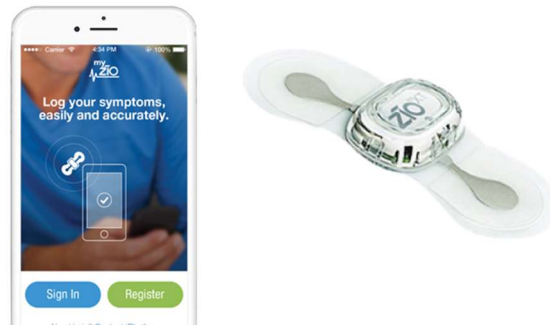 Carrier 4:34 PM 100%
my
ZIO
Log your symptoms,
easily and accurately.
Sign In
Register
ZIO